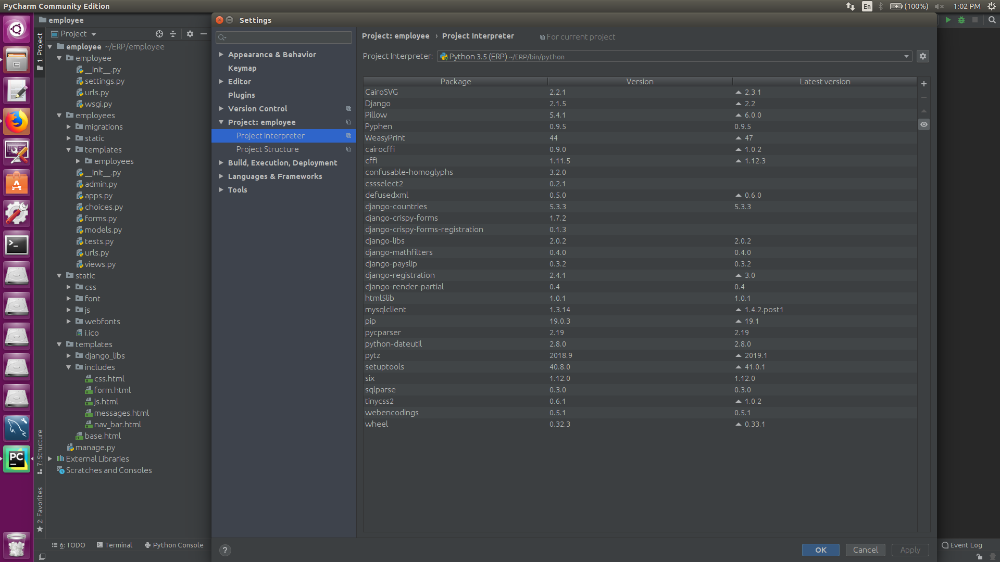 PyCharm Community Edition
En
(100%)
1:02 PM
employee
Settings
1: Project
Project
employee ~/ERP/employee
employee
__init__.py
settings.py
urls.py
wsgi.py
employees
migrations
static
templates
employees
__init__.py
admin.py
apps.py
choices.py
forms.py
models.py
tests.py
urls.py
views.py
static
css
font
js
webfonts
i.ico
templates
django_libs
includes
css.html
form.html
js.html
messages.html
nav_bar.html
base.html
manage.py
External Libraries
Scratches and Consoles
7: Structure
2: Favorites
PC
Appearance & Behavior
Keymap
Editor
Plugins
Version Control
Project: employee
Project Interpreter
Project Structure
Build, Execution, Deployment
Languages & Frameworks
Tools
Project: employee › Project Interpreter For current project
Project Interpreter: Python 3.5 (ERP) ~/ERP/bin/python
Package Version Latest version
CairoSVG 2.2.1 2.3.1
Django 2.1.5 2.2
Pillow 5.4.1 6.0.0
Pyphen 0.9.5 0.9.5
WeasyPrint 44 47
cairocffi 0.9.0 1.0.2
cffi 1.11.5 1.12.3
confusable-homoglyphs 3.2.0
cssselect2 0.2.1
defusedxml 0.5.0 0.6.0
django-countries 5.3.3 5.3.3
django-crispy-forms 1.7.2
django-crispy-forms-registration 0.1.3
django-libs 2.0.2 2.0.2
django-mathfilters 0.4.0 0.4.0
django-payslip 0.3.2 0.3.2
django-registration 2.4.1 3.0
django-render-partial 0.4 0.4
html5lib 1.0.1 1.0.1
mysqlclient 1.3.14 1.4.2.post1
pip 19.0.3 19.1
pycparser 2.19 2.19
python-dateutil 2.8.0 2.8.0
pytz 2018.9 2019.1
setuptools 40.8.0 41.0.1
six 1.12.0 1.12.0
sqlparse 0.3.0 0.3.0
tinycss2 0.6.1 1.0.2
webencodings 0.5.1 0.5.1
wheel 0.32.3 0.33.1
6: TODO Terminal Python Console
?
OK Cancel Apply
Event Log